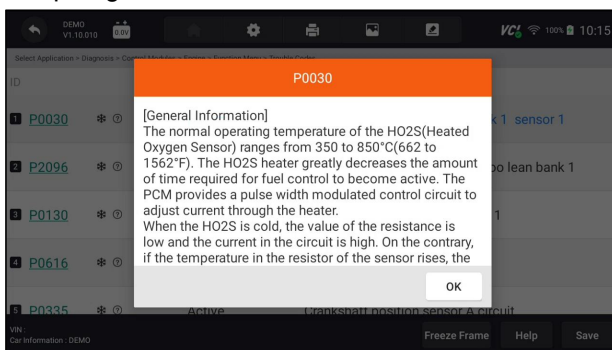 DEMO
V1.10.010
0.0V
VCI 100% 10:15
Select Application > Diagnosis > Control Modules > Engine > Function Menu > Trouble Codes
ID
P0030
[General Information]
The normal operating temperature of the HO2S(Heated
Oxygen Sensor) ranges from 350 to 850°C(662 to
1562°F). The HO2S heater greatly decreases the amount
of time required for fuel control to become active. The
PCM provides a pulse width modulated control circuit to
adjust current through the heater.
When the HO2S is cold, the value of the resistance is
low and the current in the circuit is high. On the contrary,
if the temperature in the resistor of the sensor rises, the
OK
1 P0030 k 1 sensor 1
2 P2096 oo lean bank 1
3 P0130 1
4 P0616
5 P0335 Active Crankshaft position sensor A circuit
VIN :
Car Information : DEMO
Freeze Frame Help Save